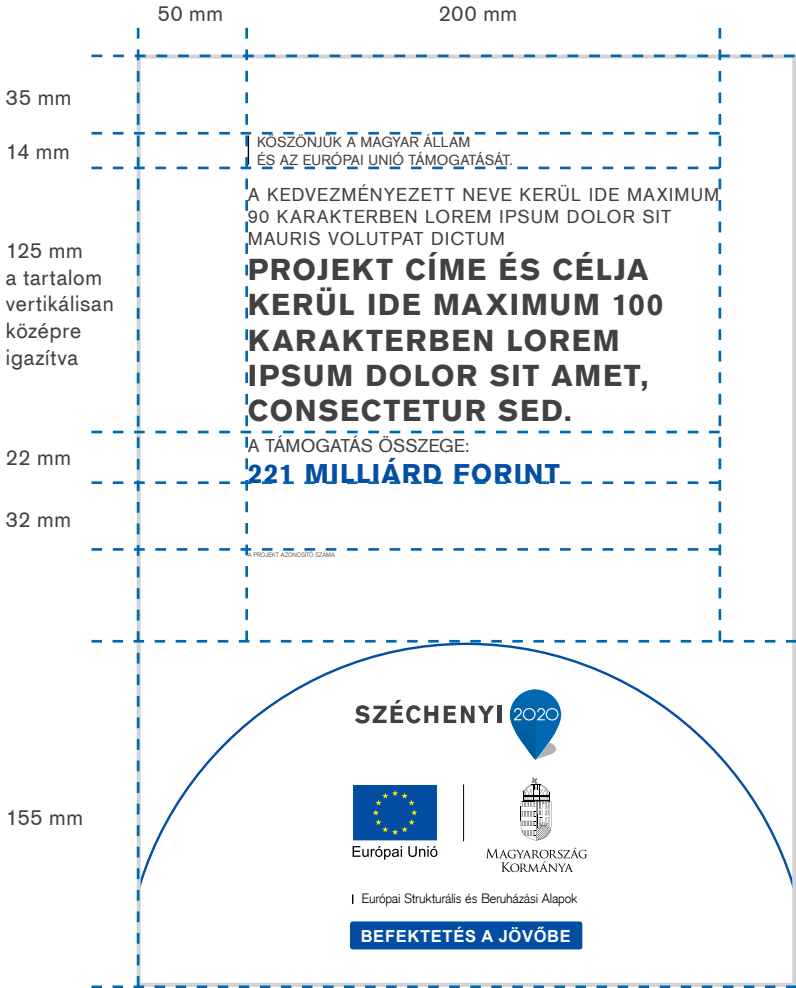 50 mm
200 mm
35 mm
14 mm
KÖSZÖNJÜK A MAGYAR ÁLLAM
ÉS AZ EURÓPAI UNIÓ TÁMOGATÁSÁT.
A KEDVEZMÉNYEZETT NEVE KERÜL IDE MAXIMUM
90 KARAKTERBEN LOREM IPSUM DOLOR SIT
MAURIS VOLUTPAT DICTUM
125 mm
a tartalom
vertikálisan
középre
igazítva
PROJEKT CÍME ÉS CÉLJA
KERÜL IDE MAXIMUM 100
KARAKTERBEN LOREM
IPSUM DOLOR SIT AMET,
CONSECTETUR SED.
22 mm
A TÁMOGATÁS ÖSSZEGE:
221 MILLIÁRD FORINT
32 mm
A PROJEKT AZONOSÍTÓ SZÁMA
SZÉCHENYI 2020
155 mm
Európai Unió
MAGYARORSZÁG
KORMÁNYA
Európai Strukturális és Beruházási Alapok
BEFEKTETÉS A JÖVŐBE